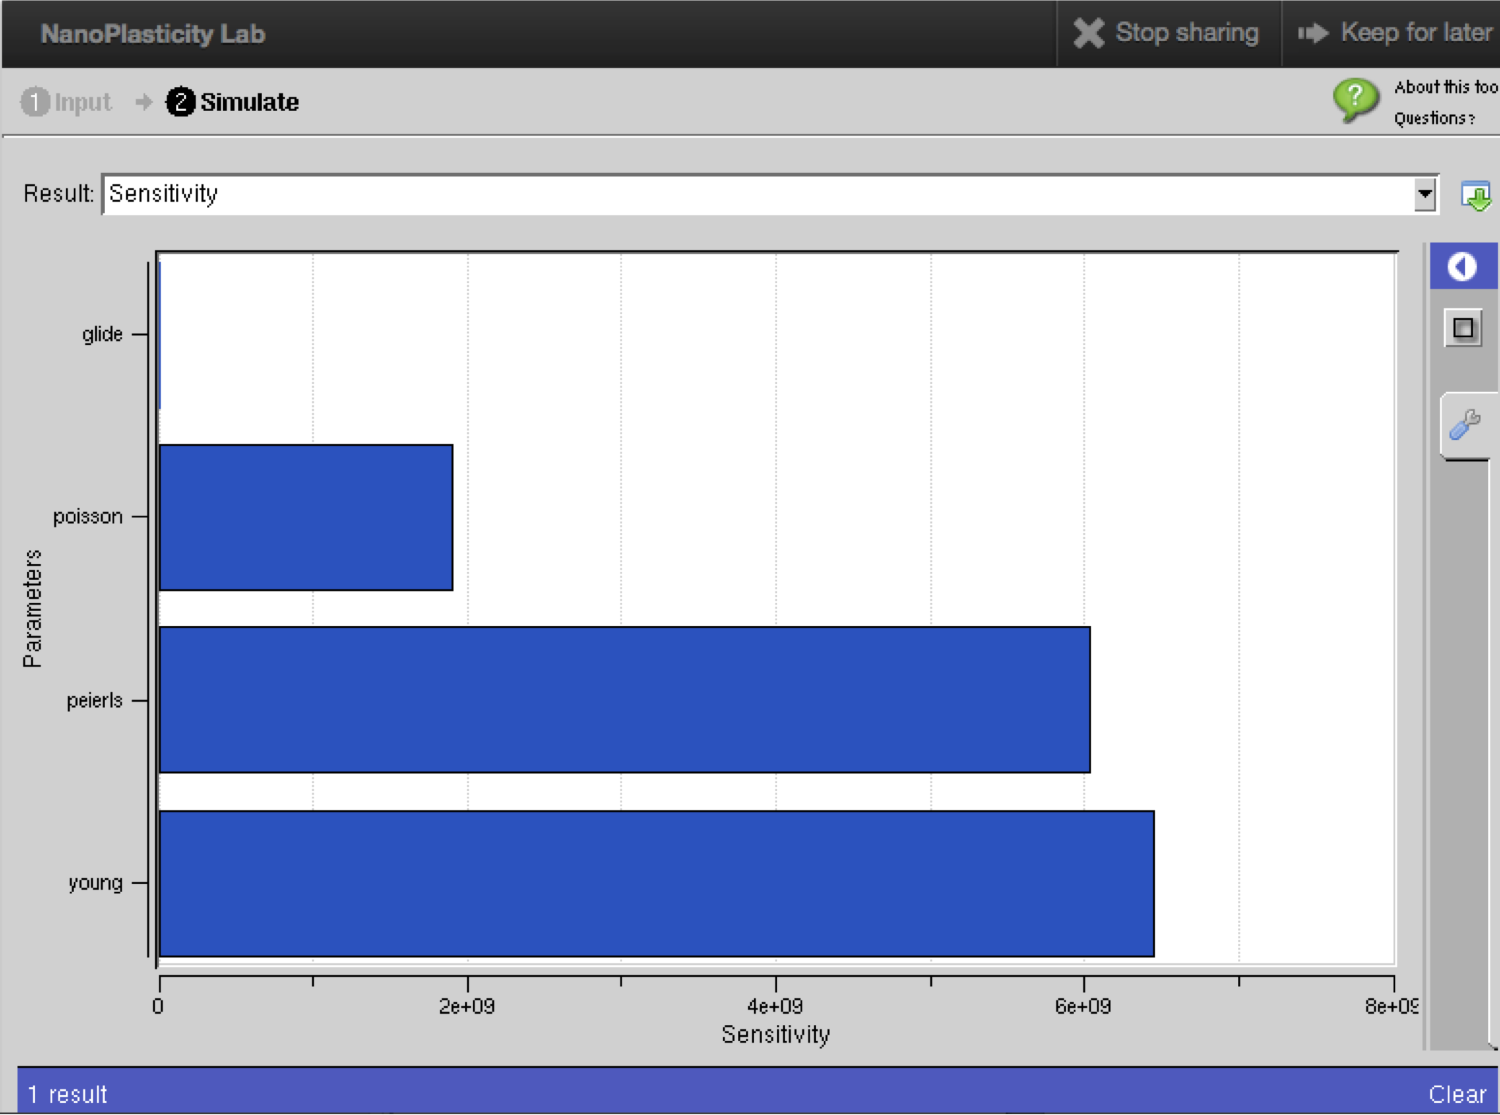 NanoPlasticity Lab
Stop sharing
Keep for later
1 Input
2 Simulate
?
About this too
Questions?
Result: Sensitivity
glide
poisson
peierls
young
Parameters
0
2e+09
4e+09
6e+09
8e+09
Sensitivity
1 result
Clear